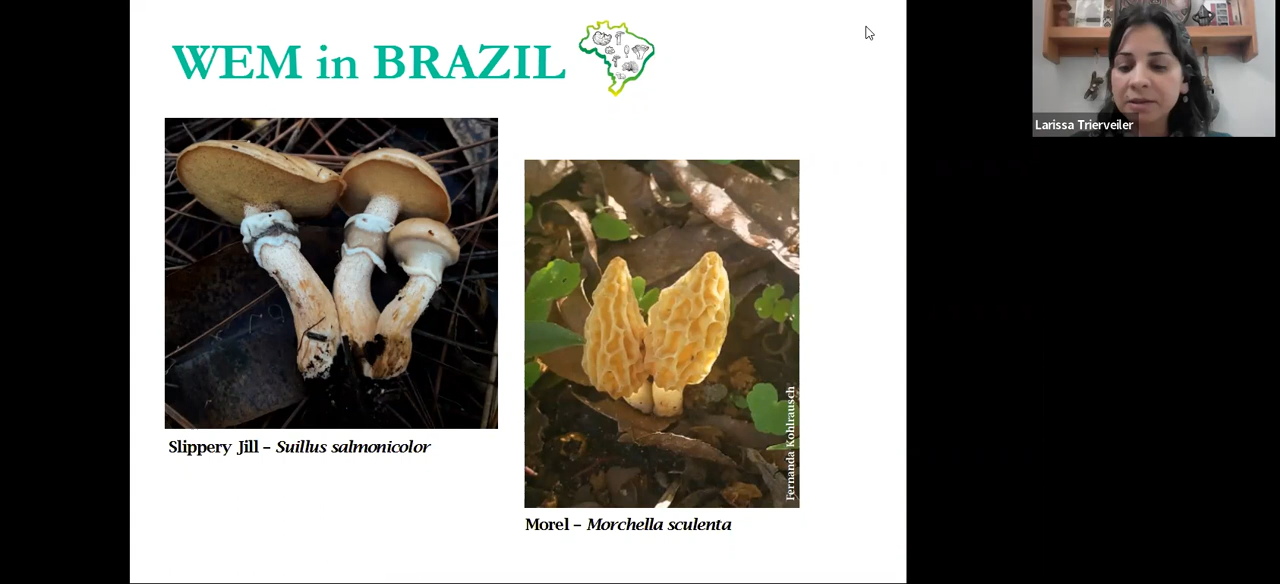 WEM in BRAZIL
Larissa Trierveiler
Fernanda Kohlrausch
Slippery Jill – Suillus salmonicolor
Morel – Morchella sculenta